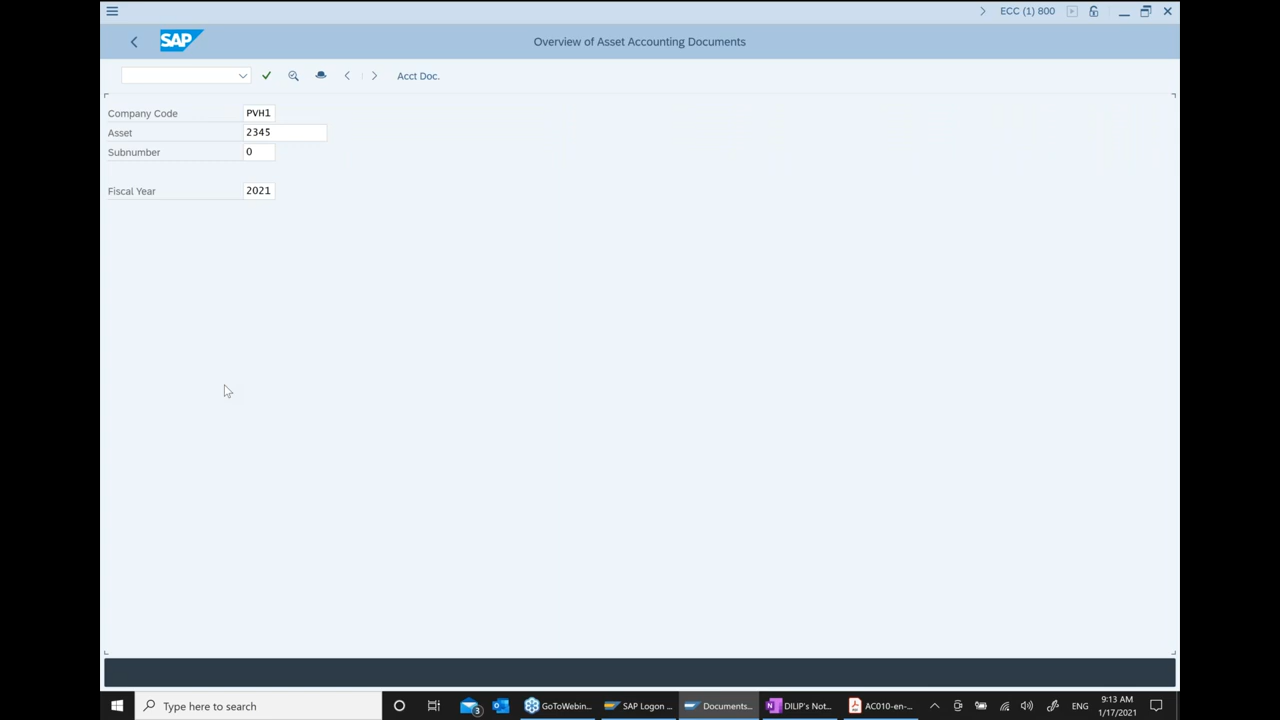 ECC (1) 800
SAP
Overview of Asset Accounting Documents
Acct Doc.
Company Code PVH1
Asset 2345
Subnumber 0
Fiscal Year 2021
Type here to search
3
GoToWebin...
SAP Logon ...
Documents...
DILIP's Not...
AC010-en-...
ENG
9:13 AM
1/17/2021